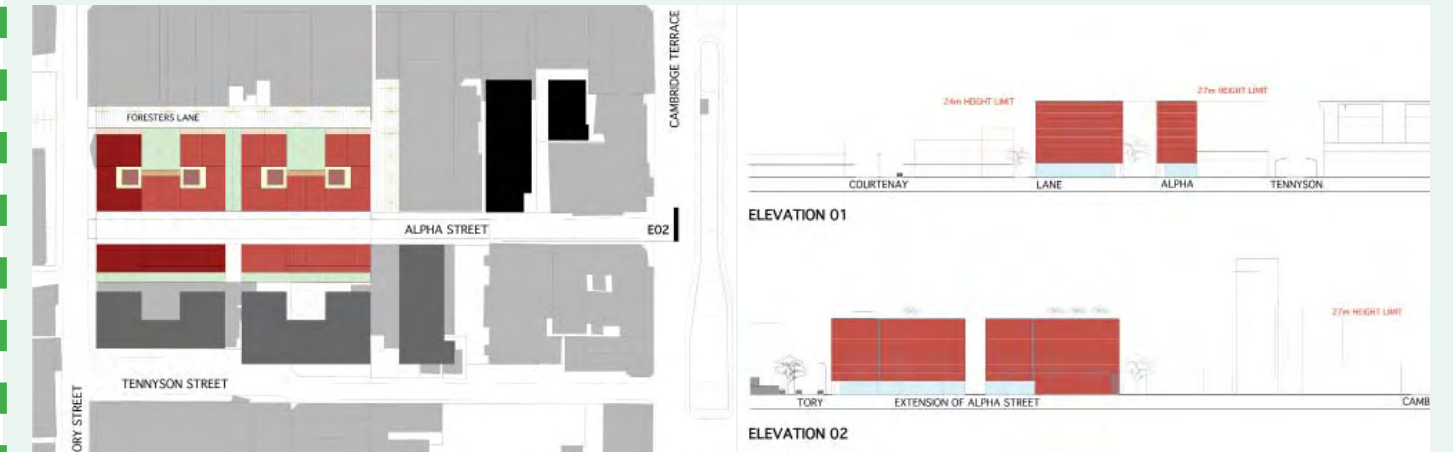 FORESTERS LANE
CAMBRIDGE TERRACE
ALPHA STREET
E02
TENNYSON STREET
ORY STREET
24m HEIGHT LIMIT
27m HEIGHT LIMIT
COURTENAY
LANE
ALPHA
TENNYSON
ELEVATION 01
27m HEIGHT LIMIT
TORY
EXTENSION OF ALPHA STREET
CAMB
ELEVATION 02